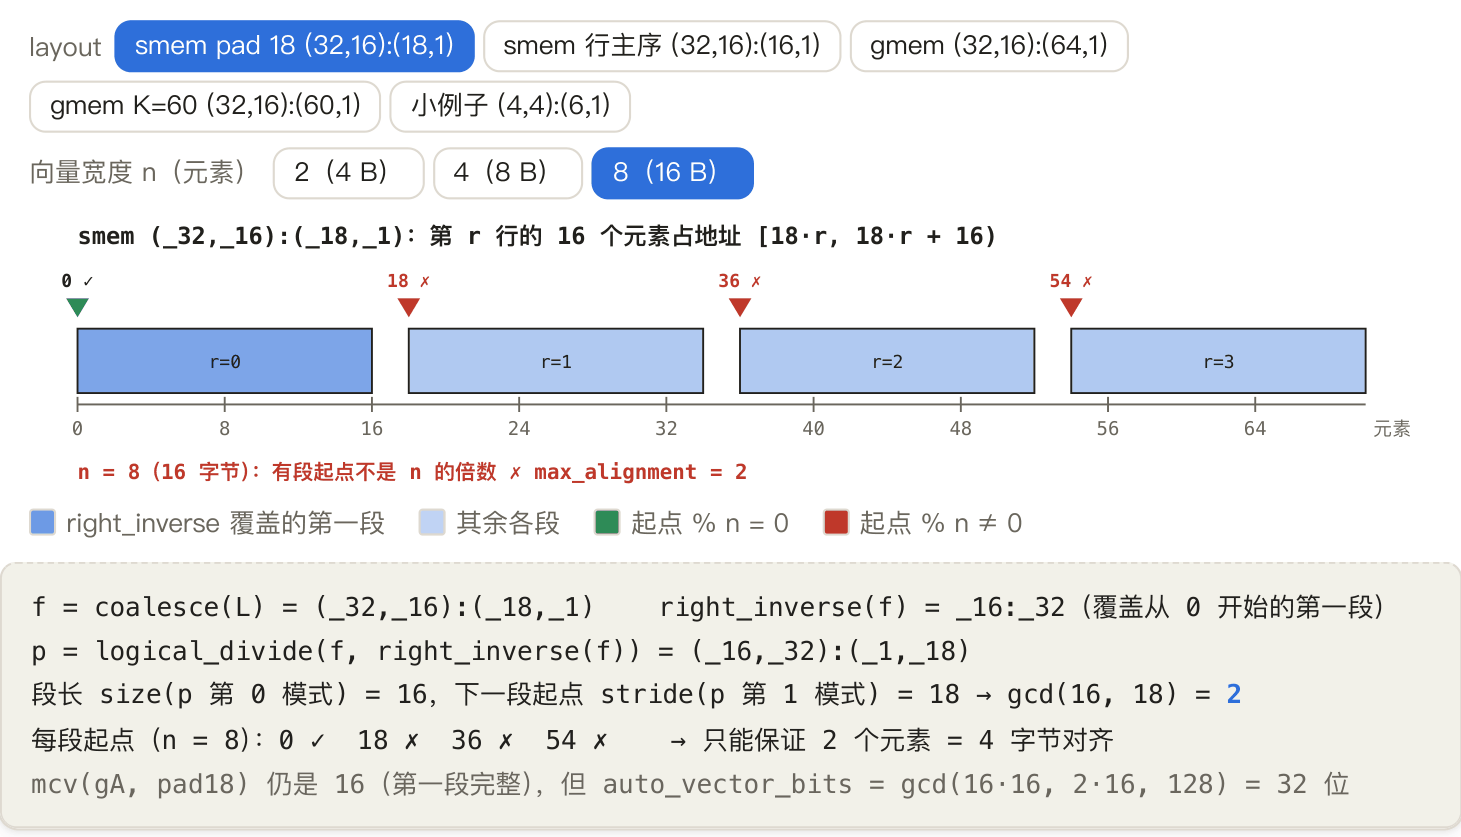 layout smem pad 18 (32,16):(18,1) smem 行主序 (32,16):(16,1) gmem (32,16):(64,1)
gmem K=60 (32,16):(60,1) 小例子 (4,4):(6,1)
向量宽度 n（元素） 2（4 B） 4（8 B） 8（16 B）
smem (_32,_16):(_18,_1)：第 r 行的 16 个元素占地址 [18·r, 18·r + 16)
0 ✓ 18 ✗ 36 ✗ 54 ✗
r=0 r=1 r=2 r=3
0 8 16 24 32 40 48 56 64 元素
n = 8（16 字节）：有段起点不是 n 的倍数 ✗ max_alignment = 2
right_inverse 覆盖的第一段 其余各段 起点 % n = 0 起点 % n ≠ 0
f = coalesce(L) = (_32,_16):(_18,_1) right_inverse(f) = _16:_32（覆盖从 0 开始的第一段）
p = logical_divide(f, right_inverse(f)) = (_16,_32):(_1,_18)
段长 size(p 第 0 模式) = 16，下一段起点 stride(p 第 1 模式) = 18 → gcd(16, 18) = 2
每段起点（n = 8）：0 ✓ 18 ✗ 36 ✗ 54 ✗ → 只能保证 2 个元素 = 4 字节对齐
mcv(gA, pad18) 仍是 16（第一段完整），但 auto_vector_bits = gcd(16·16, 2·16, 128) = 32 位